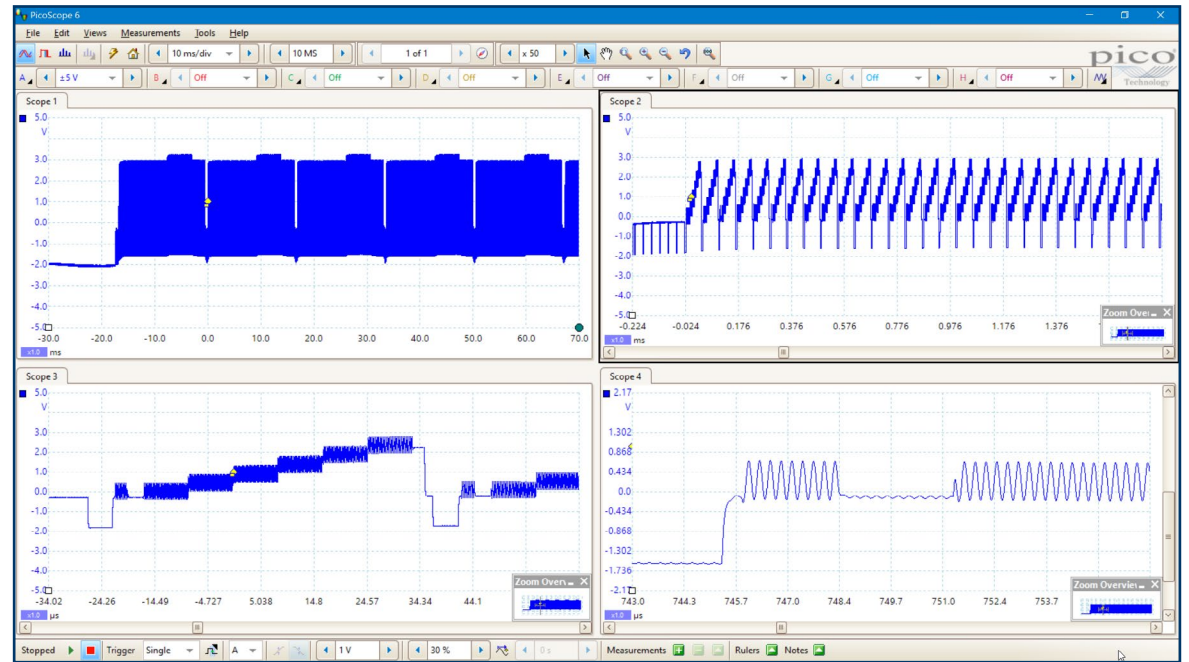 PicoScope 6
File Edit Views Measurements Tools Help
10 ms/div 10 MS 1 of 1 x 50
pico
Technology
A ±5 V B Off C Off D Off E Off F Off G Off H Off
Scope 1
5.0
V
3.0
2.0
1.0
0.0
-1.0
-2.0
-3.0
-4.0
-5.0
-30.0 -20.0 -10.0 0.0 10.0 20.0 30.0 40.0 50.0 60.0 70.0
x1.0 ms
Scope 2
5.0
V
3.0
2.0
1.0
0.0
-1.0
-2.0
-3.0
-4.0
-5.0
Zoom Over
-0.224 -0.024 0.176 0.376 0.576 0.776 0.976 1.176 1.376
x1.0 ms
Scope 3
5.0
V
3.0
2.0
1.0
0.0
-1.0
-2.0
-3.0
-4.0
-5.0
Zoom Overv
-34.02 -24.26 -14.49 -4.727 5.038 14.8 24.57 34.34 44.1
x1.0 µs
Scope 4
2.17
V
1.302
0.868
0.434
0.0
-0.434
-0.868
-1.302
-1.736
-2.17
Zoom Overview
743.0 744.3 745.7 747.0 748.4 749.7 751.0 752.4 753.7
x1.0 µs
Stopped Trigger Single A 1 V 30 % 0 s Measurements Rulers Notes